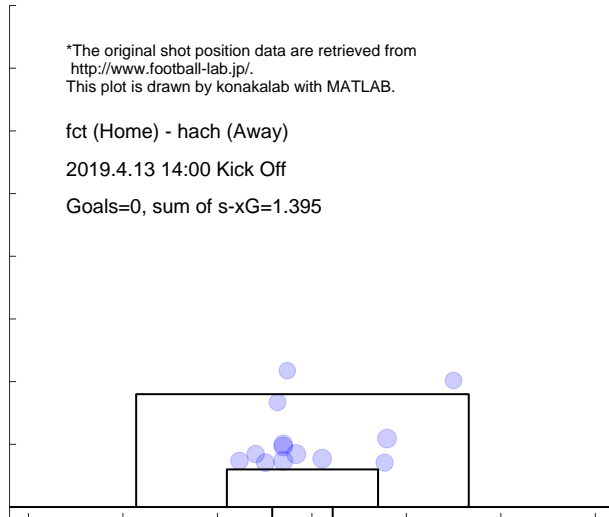 *The original shot position data are retrieved from
http://www.football-lab.jp/.
This plot is drawn by konakalab with MATLAB.
fct (Home) - hach (Away)
2019.4.13 14:00 Kick Off
Goals=0, sum of s-xG=1.395